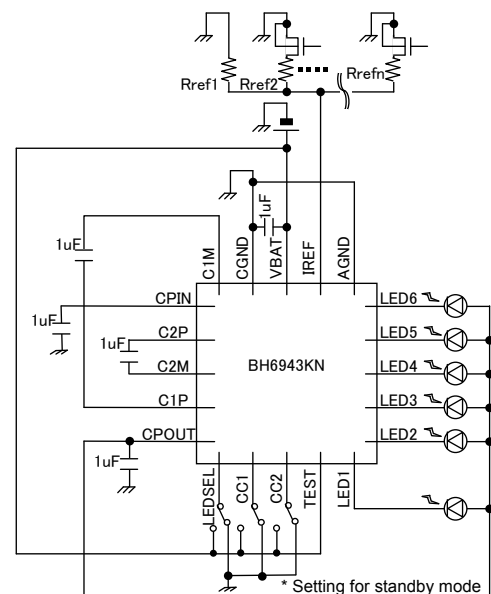 Rref1
Rref2
Rrefn
1uF
C1M
CGND
VBAT
IREF
AGND
1uF
CPIN
LED6
1uF
C2P
LED5
1uF
C2M
BH6943KN
LED4
C1P
LED3
CPOUT
LED2
1uF
LEDSEL
CC1
CC2
TEST
LED1
* Setting for standby mode